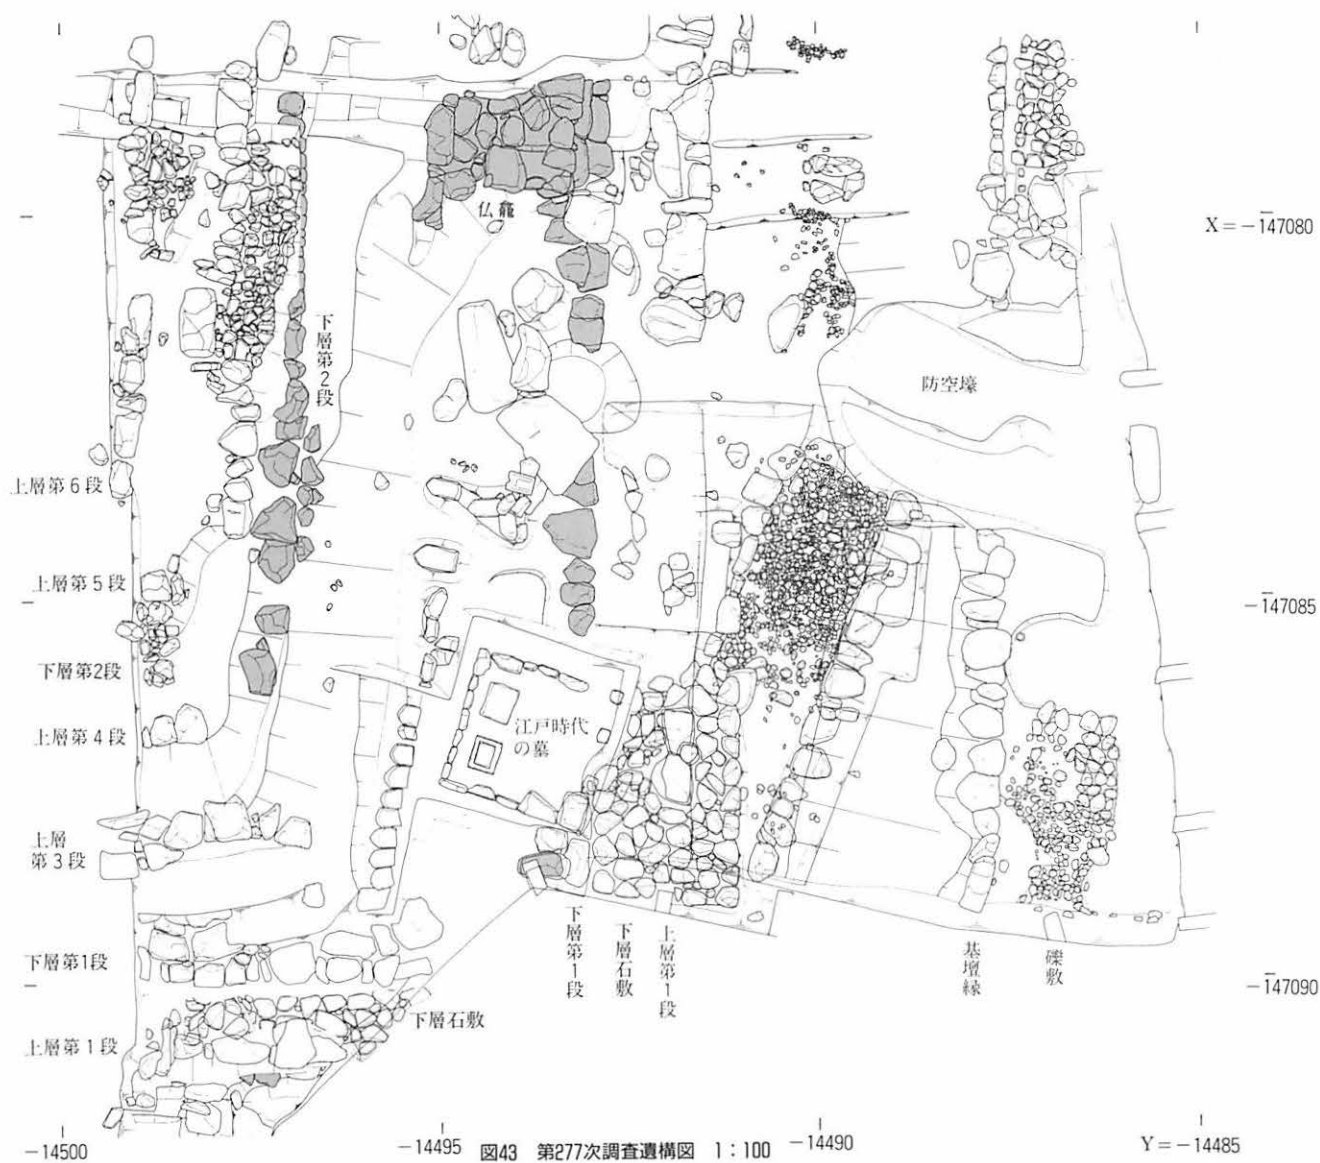 X＝−147080
仏龕
下層第2段
防空壕
上層第6段
上層第5段
−147085
下層第2段
上層第4段
江戸時代
の墓
上層
第3段
下層第1段
下層石敷
上層第1段
基壇縁
礫敷
下層第1段
−147090
下層石敷
上層第1段
−14500
−14495
−14490
Y＝−14485
図43 第277次調査遺構図 1：100